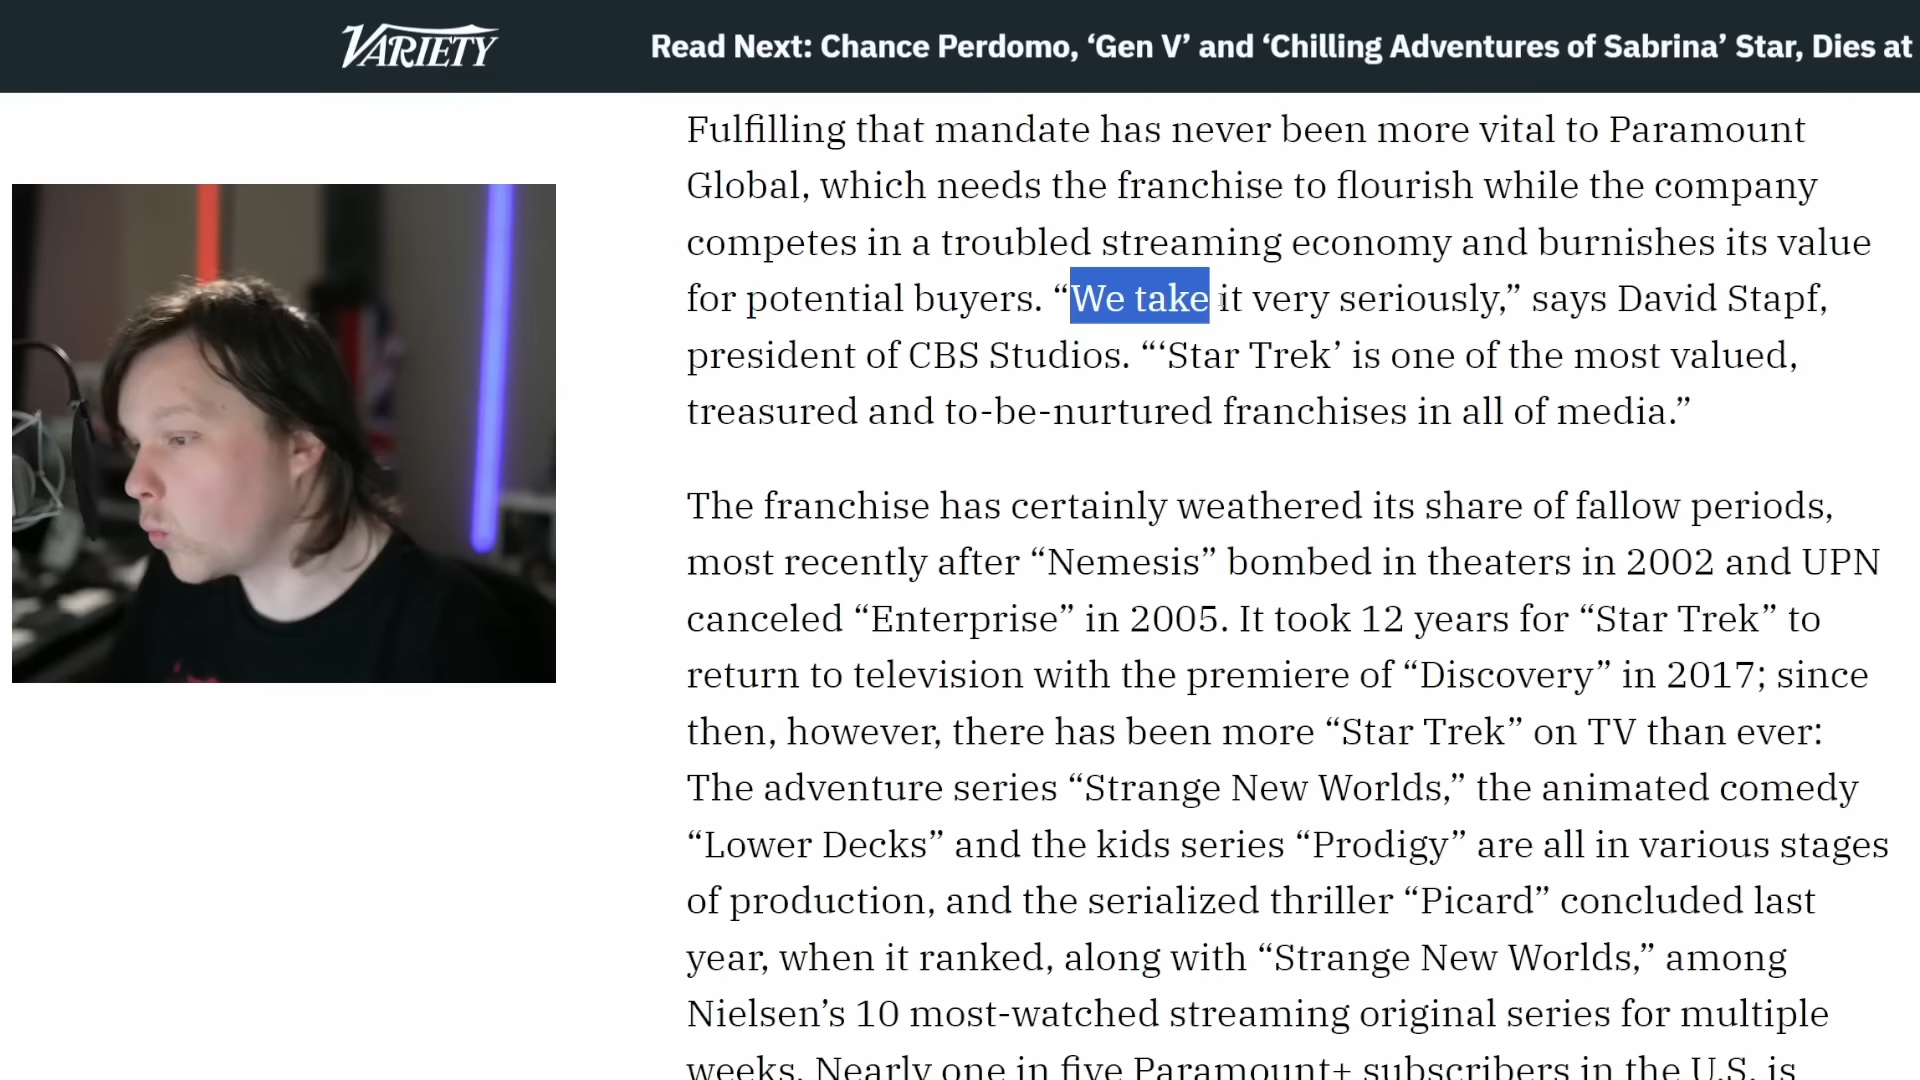 VARIETY
Read Next: Chance Perdomo, ‘Gen V’ and ‘Chilling Adventures of Sabrina’ Star, Dies at
Fulfilling that mandate has never been more vital to Paramount
Global, which needs the franchise to flourish while the company
competes in a troubled streaming economy and burnishes its value
for potential buyers. “We take it very seriously,” says David Stapf,
president of CBS Studios. “‘Star Trek’ is one of the most valued,
treasured and to-be-nurtured franchises in all of media.”
The franchise has certainly weathered its share of fallow periods,
most recently after “Nemesis” bombed in theaters in 2002 and UPN
canceled “Enterprise” in 2005. It took 12 years for “Star Trek” to
return to television with the premiere of “Discovery” in 2017; since
then, however, there has been more “Star Trek” on TV than ever:
The adventure series “Strange New Worlds,” the animated comedy
“Lower Decks” and the kids series “Prodigy” are all in various stages
of production, and the serialized thriller “Picard” concluded last
year, when it ranked, along with “Strange New Worlds,” among
Nielsen’s 10 most-watched streaming original series for multiple
weeks. Nearly one in five Paramount+ subscribers in the U.S. is